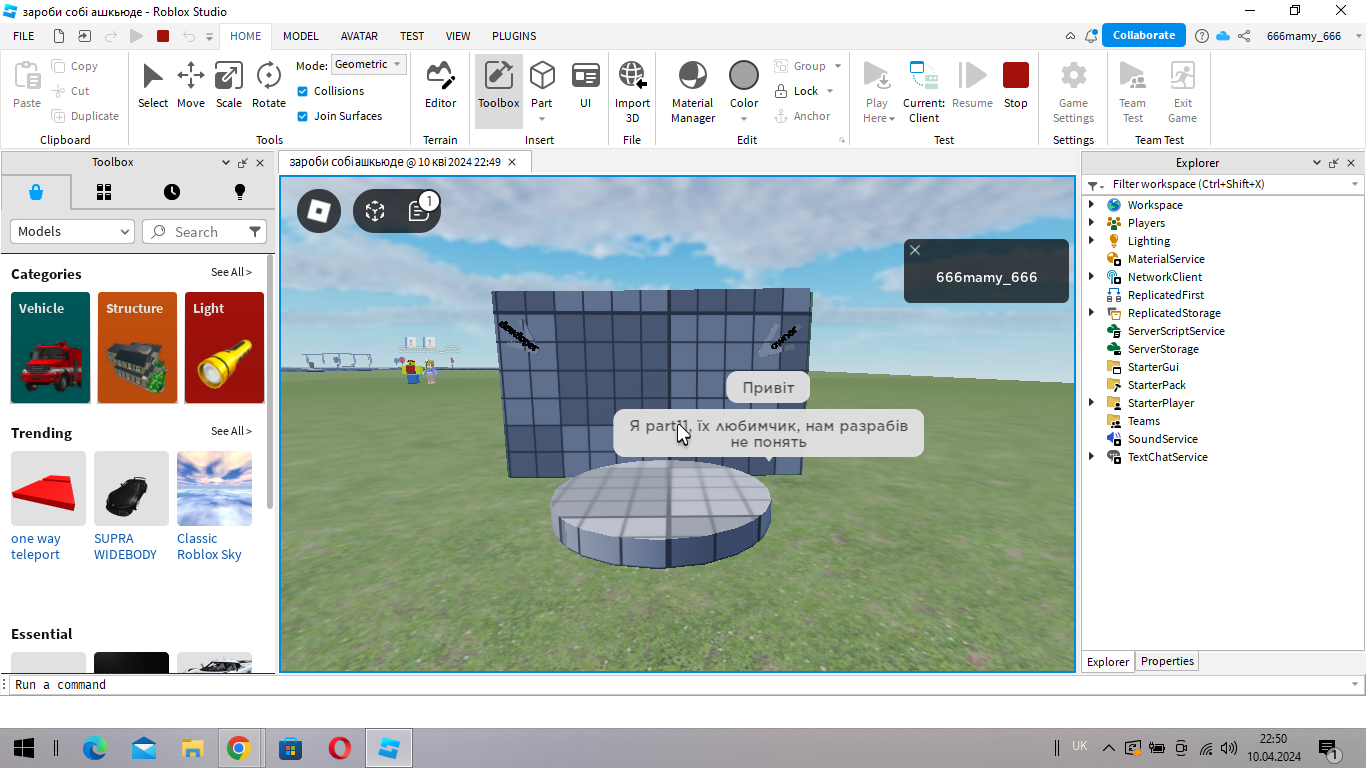 зароби собі ашкьюде - Roblox Studio
FILE
HOME
MODEL
AVATAR
TEST
VIEW
PLUGINS
Collaborate
666mamy_666
Paste
Copy
Cut
Duplicate
Clipboard
Select
Move
Scale
Rotate
Mode: Geometric
Collisions
Join Surfaces
Tools
Editor
Terrain
Toolbox
Part
UI
Insert
Import
3D
File
Material
Manager
Color
Group
Lock
Anchor
Edit
Play
Here
Current:
Client
Resume
Stop
Test
Game
Settings
Settings
Team
Test
Exit
Game
Team Test
Toolbox
Models
Search
Categories
See All >
Vehicle
Structure
Light
Trending
See All >
one way
teleport
SUPRA
WIDEBODY
Classic
Roblox Sky
Essential
зароби собі ашкьюде @ 10 кві 2024 22:49
1
666mamy_666
Привіт
їх любимчик, нам разрабів
не понять
Explorer
Filter workspace (Ctrl+Shift+X)
Workspace
Players
Lighting
MaterialService
NetworkClient
ReplicatedFirst
ReplicatedStorage
ServerScriptService
ServerStorage
StarterGui
StarterPack
StarterPlayer
Teams
SoundService
TextChatService
Explorer
Properties
Run a command
UK
22:50
10.04.2024
1